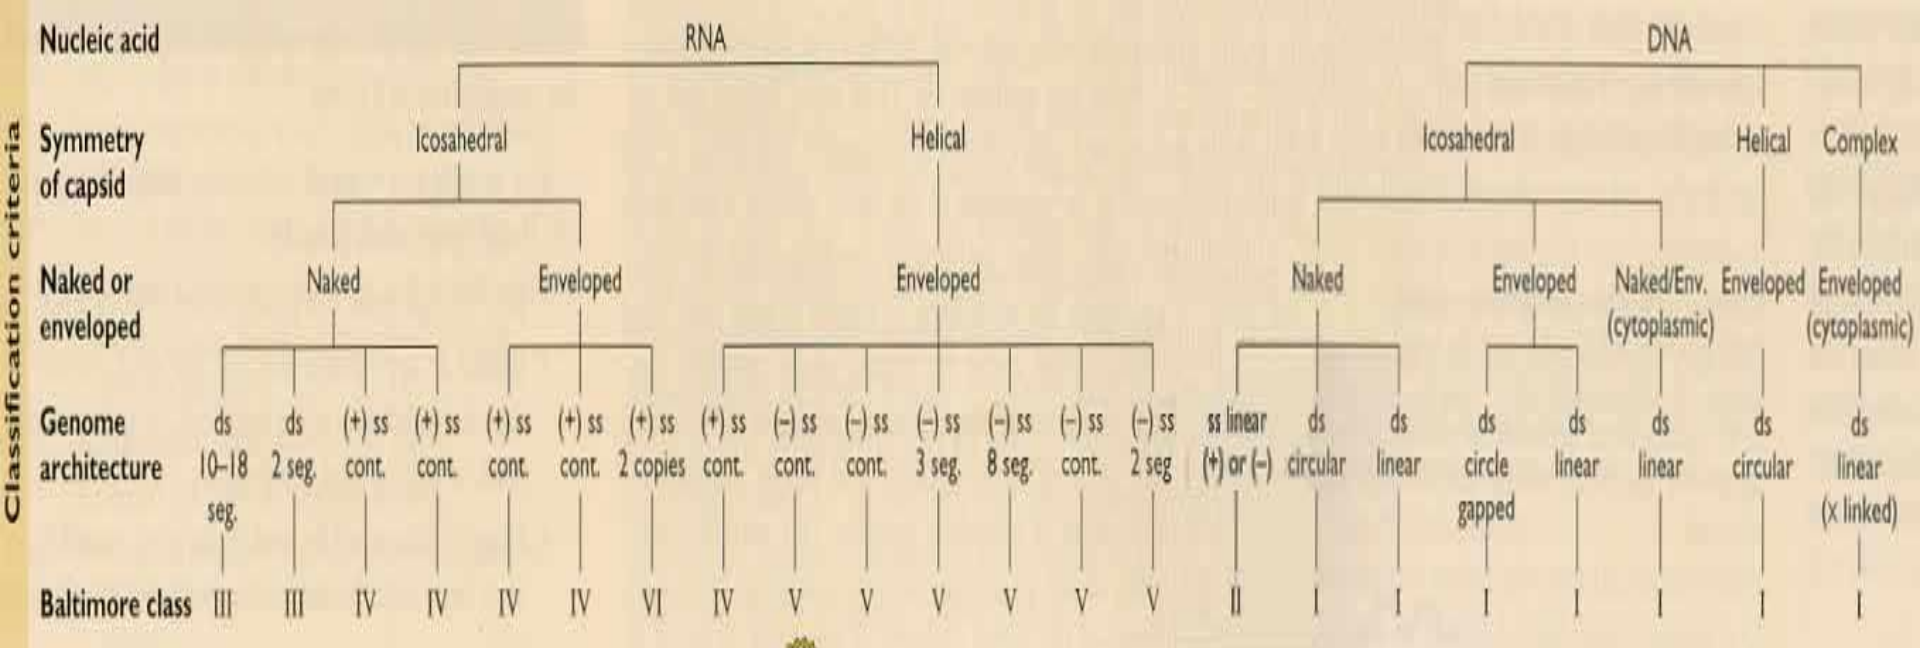 Classification criteria
Nucleic acid RNA DNA
Symmetry Icosahedral Helical Icosahedral Helical Complex
of capsid
Naked or Naked Enveloped Enveloped Naked Enveloped Naked/Env. Enveloped Enveloped
enveloped (cytoplasmic) (cytoplasmic)
Genome ds ds (+) ss (+) ss (+) ss (+) ss (+) ss (+) ss (–) ss (–) ss (–) ss (–) ss (–) ss (–) ss ss linear ds ds ds ds ds ds ds
architecture 10–18 2 seg. cont. cont. cont. cont. 2 copies cont. cont. cont. 3 seg. 8 seg. cont. 2 seg (+) or (–) circular linear circle linear linear circular linear
seg. gapped (x linked)
Baltimore class III III IV IV IV IV VI IV V V V V V V II I I I I I I I